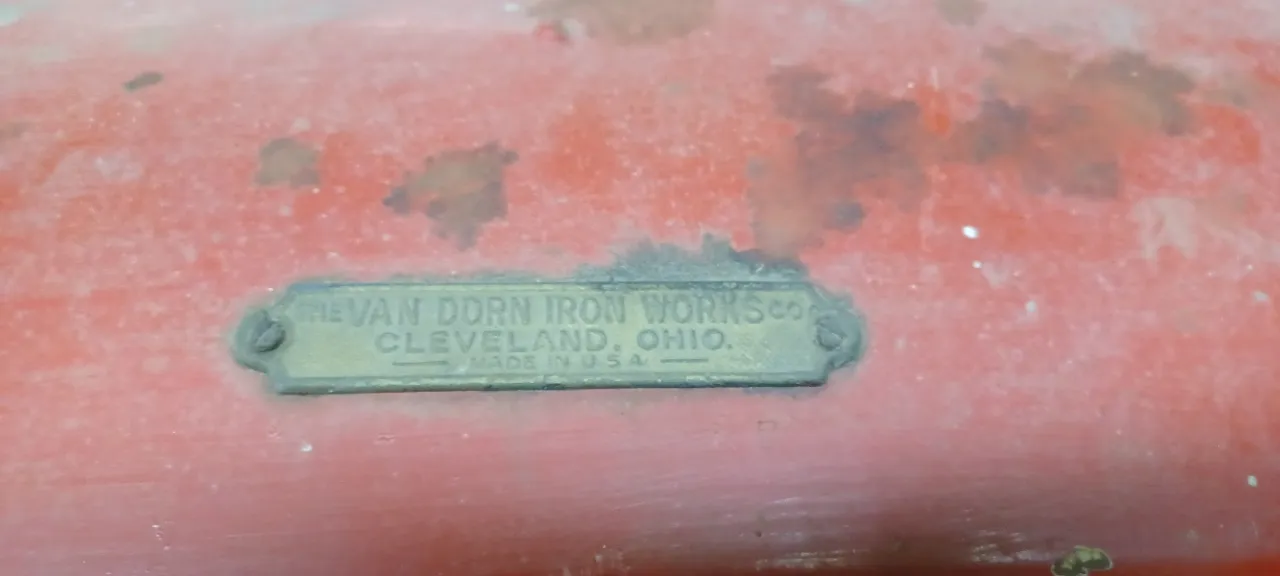 THE VAN DORN IRON WORKS CO
CLEVELAND, OHIO.
MADE IN U.S.A.